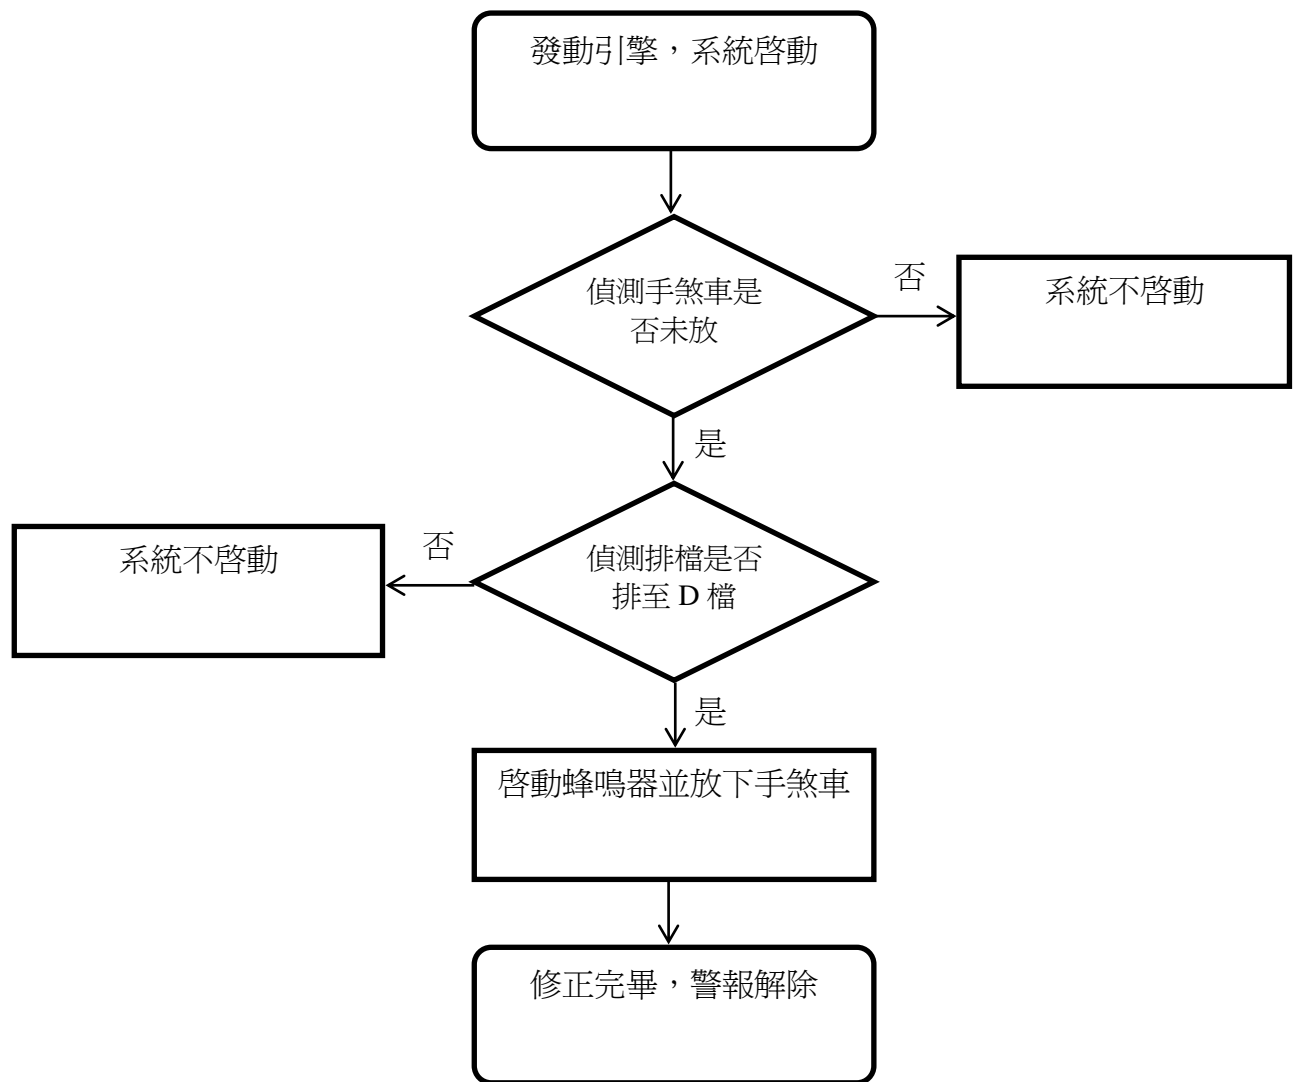 發動引擎，系統啓動
偵測手煞車是
否未放
否
系統不啓動
是
偵測排檔是否
排至 D 檔
否
系統不啓動
是
啓動蜂鳴器並放下手煞車
修正完畢，警報解除